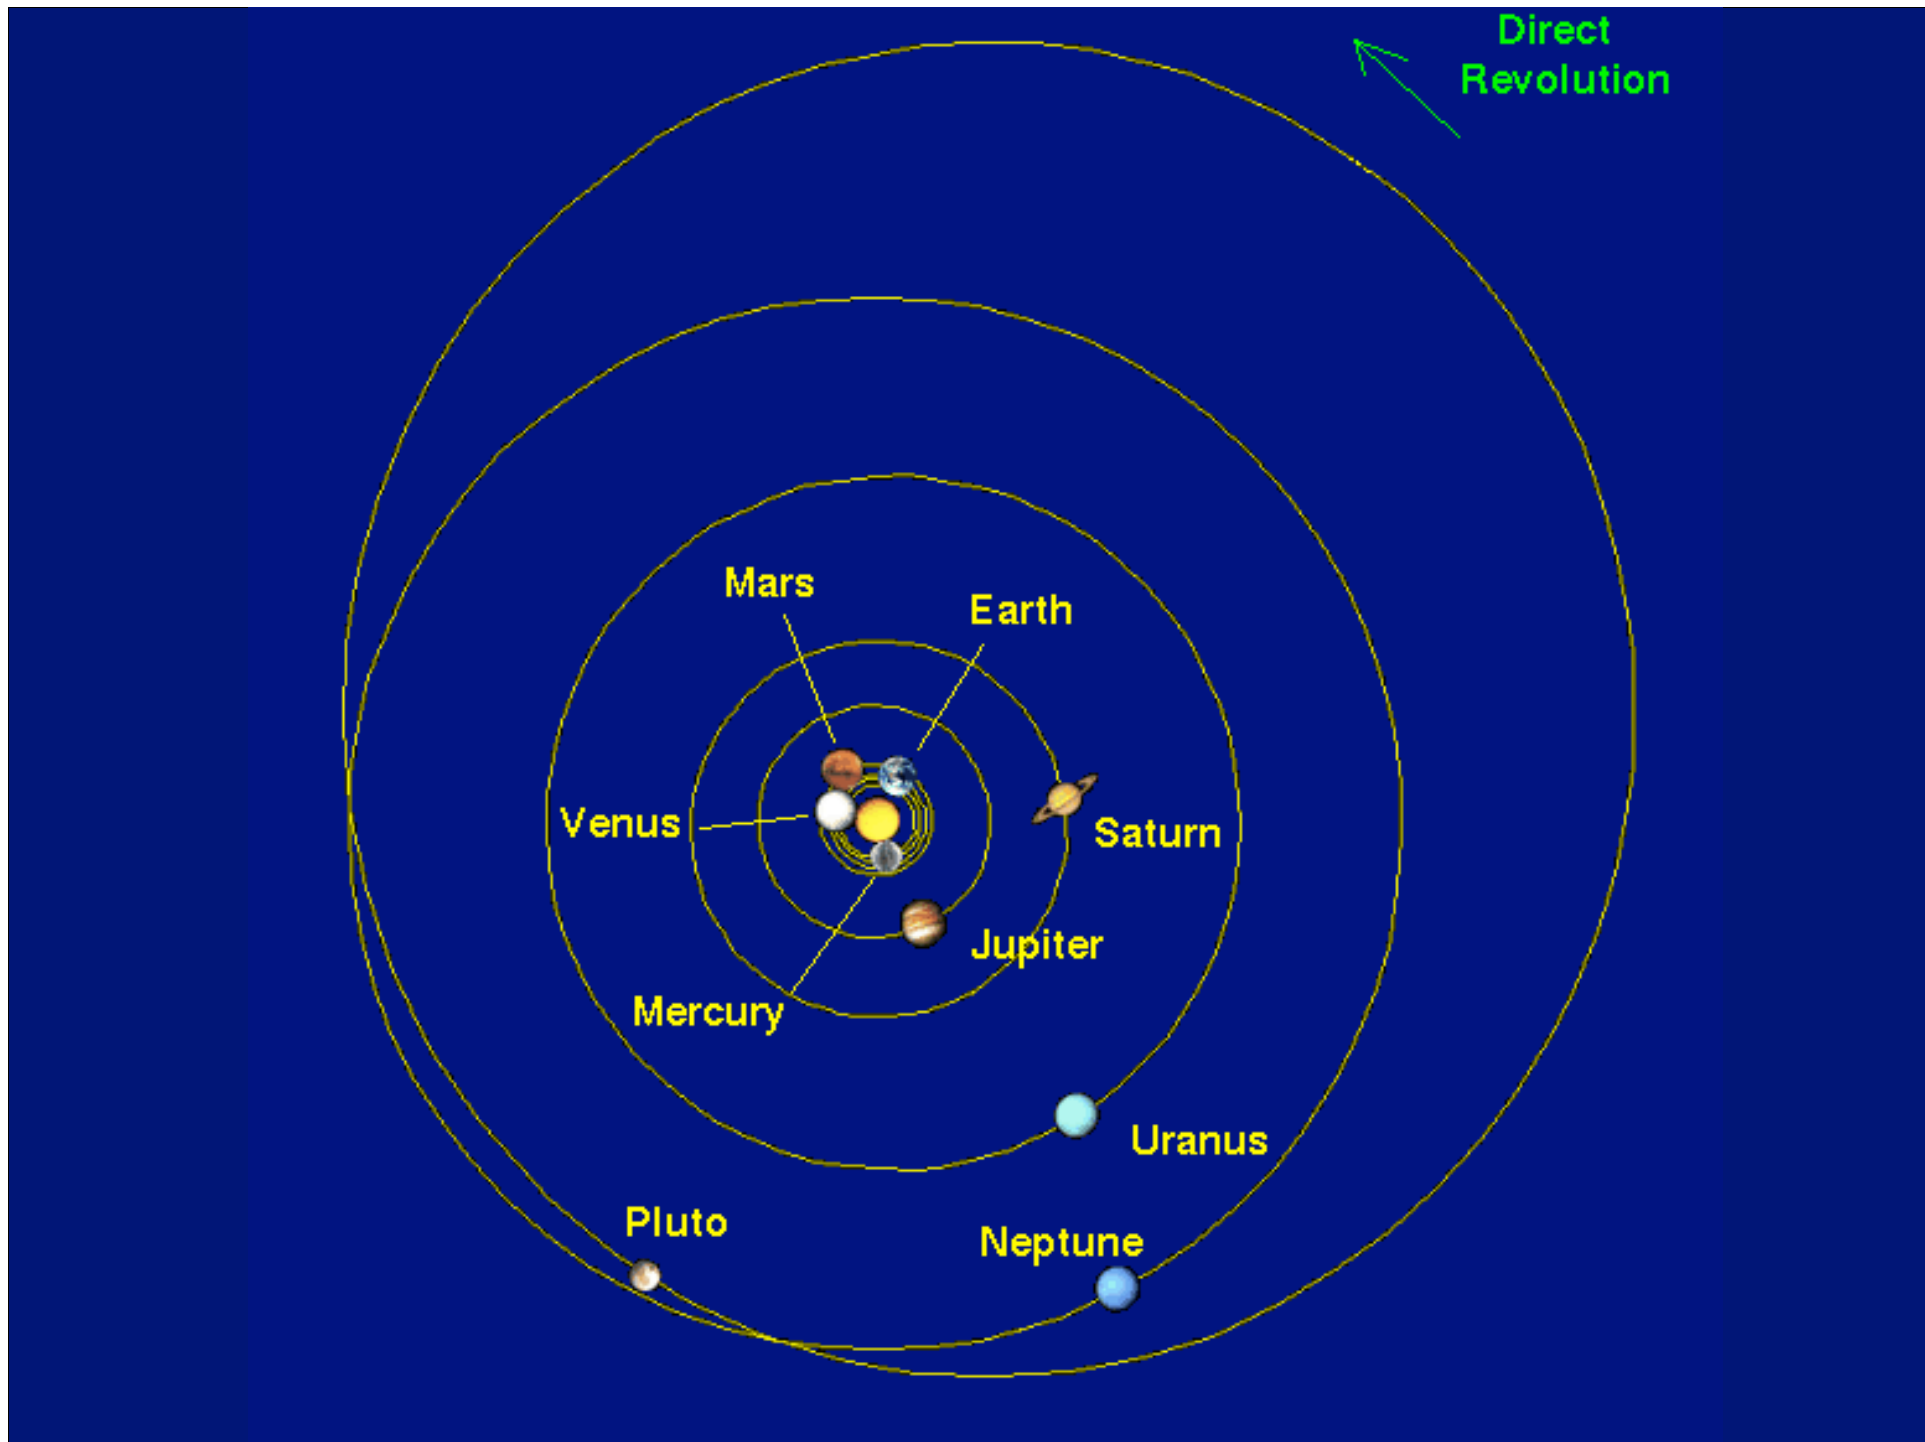 Direct
Revolution
Mars
Earth
Venus
Saturn
Jupiter
Mercury
Uranus
Pluto
Neptune